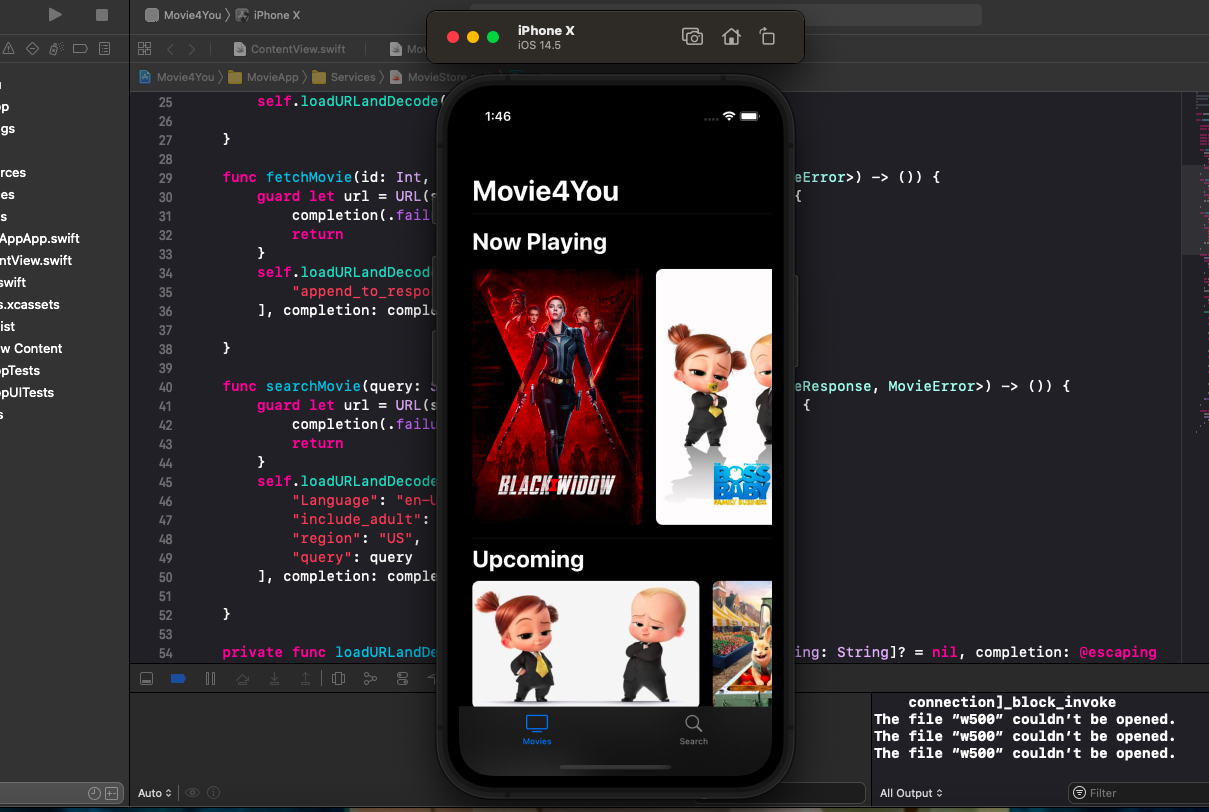 Movie4You 〉 iPhone X
iPhone X
iOS 14.5
ContentView.swift
Mov
Movie4You 〉 MovieApp 〉 Services 〉 MovieStore.s
gs
rces
es
s
AppApp.swift
ntView.swift
swift
s.xcassets
ist
w Content
ppTests
ppUITests
s
25 self.loadURLandDecode(
26
27 }
28
29 func fetchMovie(id: Int, eError>) -> ()) {
30 guard let url = URL(s {
31 completion(.fail
32 return
33 }
34 self.loadURLandDecod
35 "append_to_respo
36 ], completion: compl
37
38 }
39
40 func searchMovie(query: S eResponse, MovieError>) -> ()) {
41 guard let url = URL(s {
42 completion(.failu
43 return
44 }
45 self.loadURLandDecod
46 "Language": "en-U
47 "include_adult":
48 "region": "US",
49 "query": query
50 ], completion: comple
51
52 }
53
54 private func loadURLandDe ing: String]? = nil, completion: @escaping
1:46
Movie4You
Now Playing
BLACK WIDOW
THE BOSS
BABY
FAMILY BUSINESS
Upcoming
Movies
Search
connection]_block_invoke
The file “w500” couldn’t be opened.
The file “w500” couldn’t be opened.
The file “w500” couldn’t be opened.
Auto
All Output
Filter